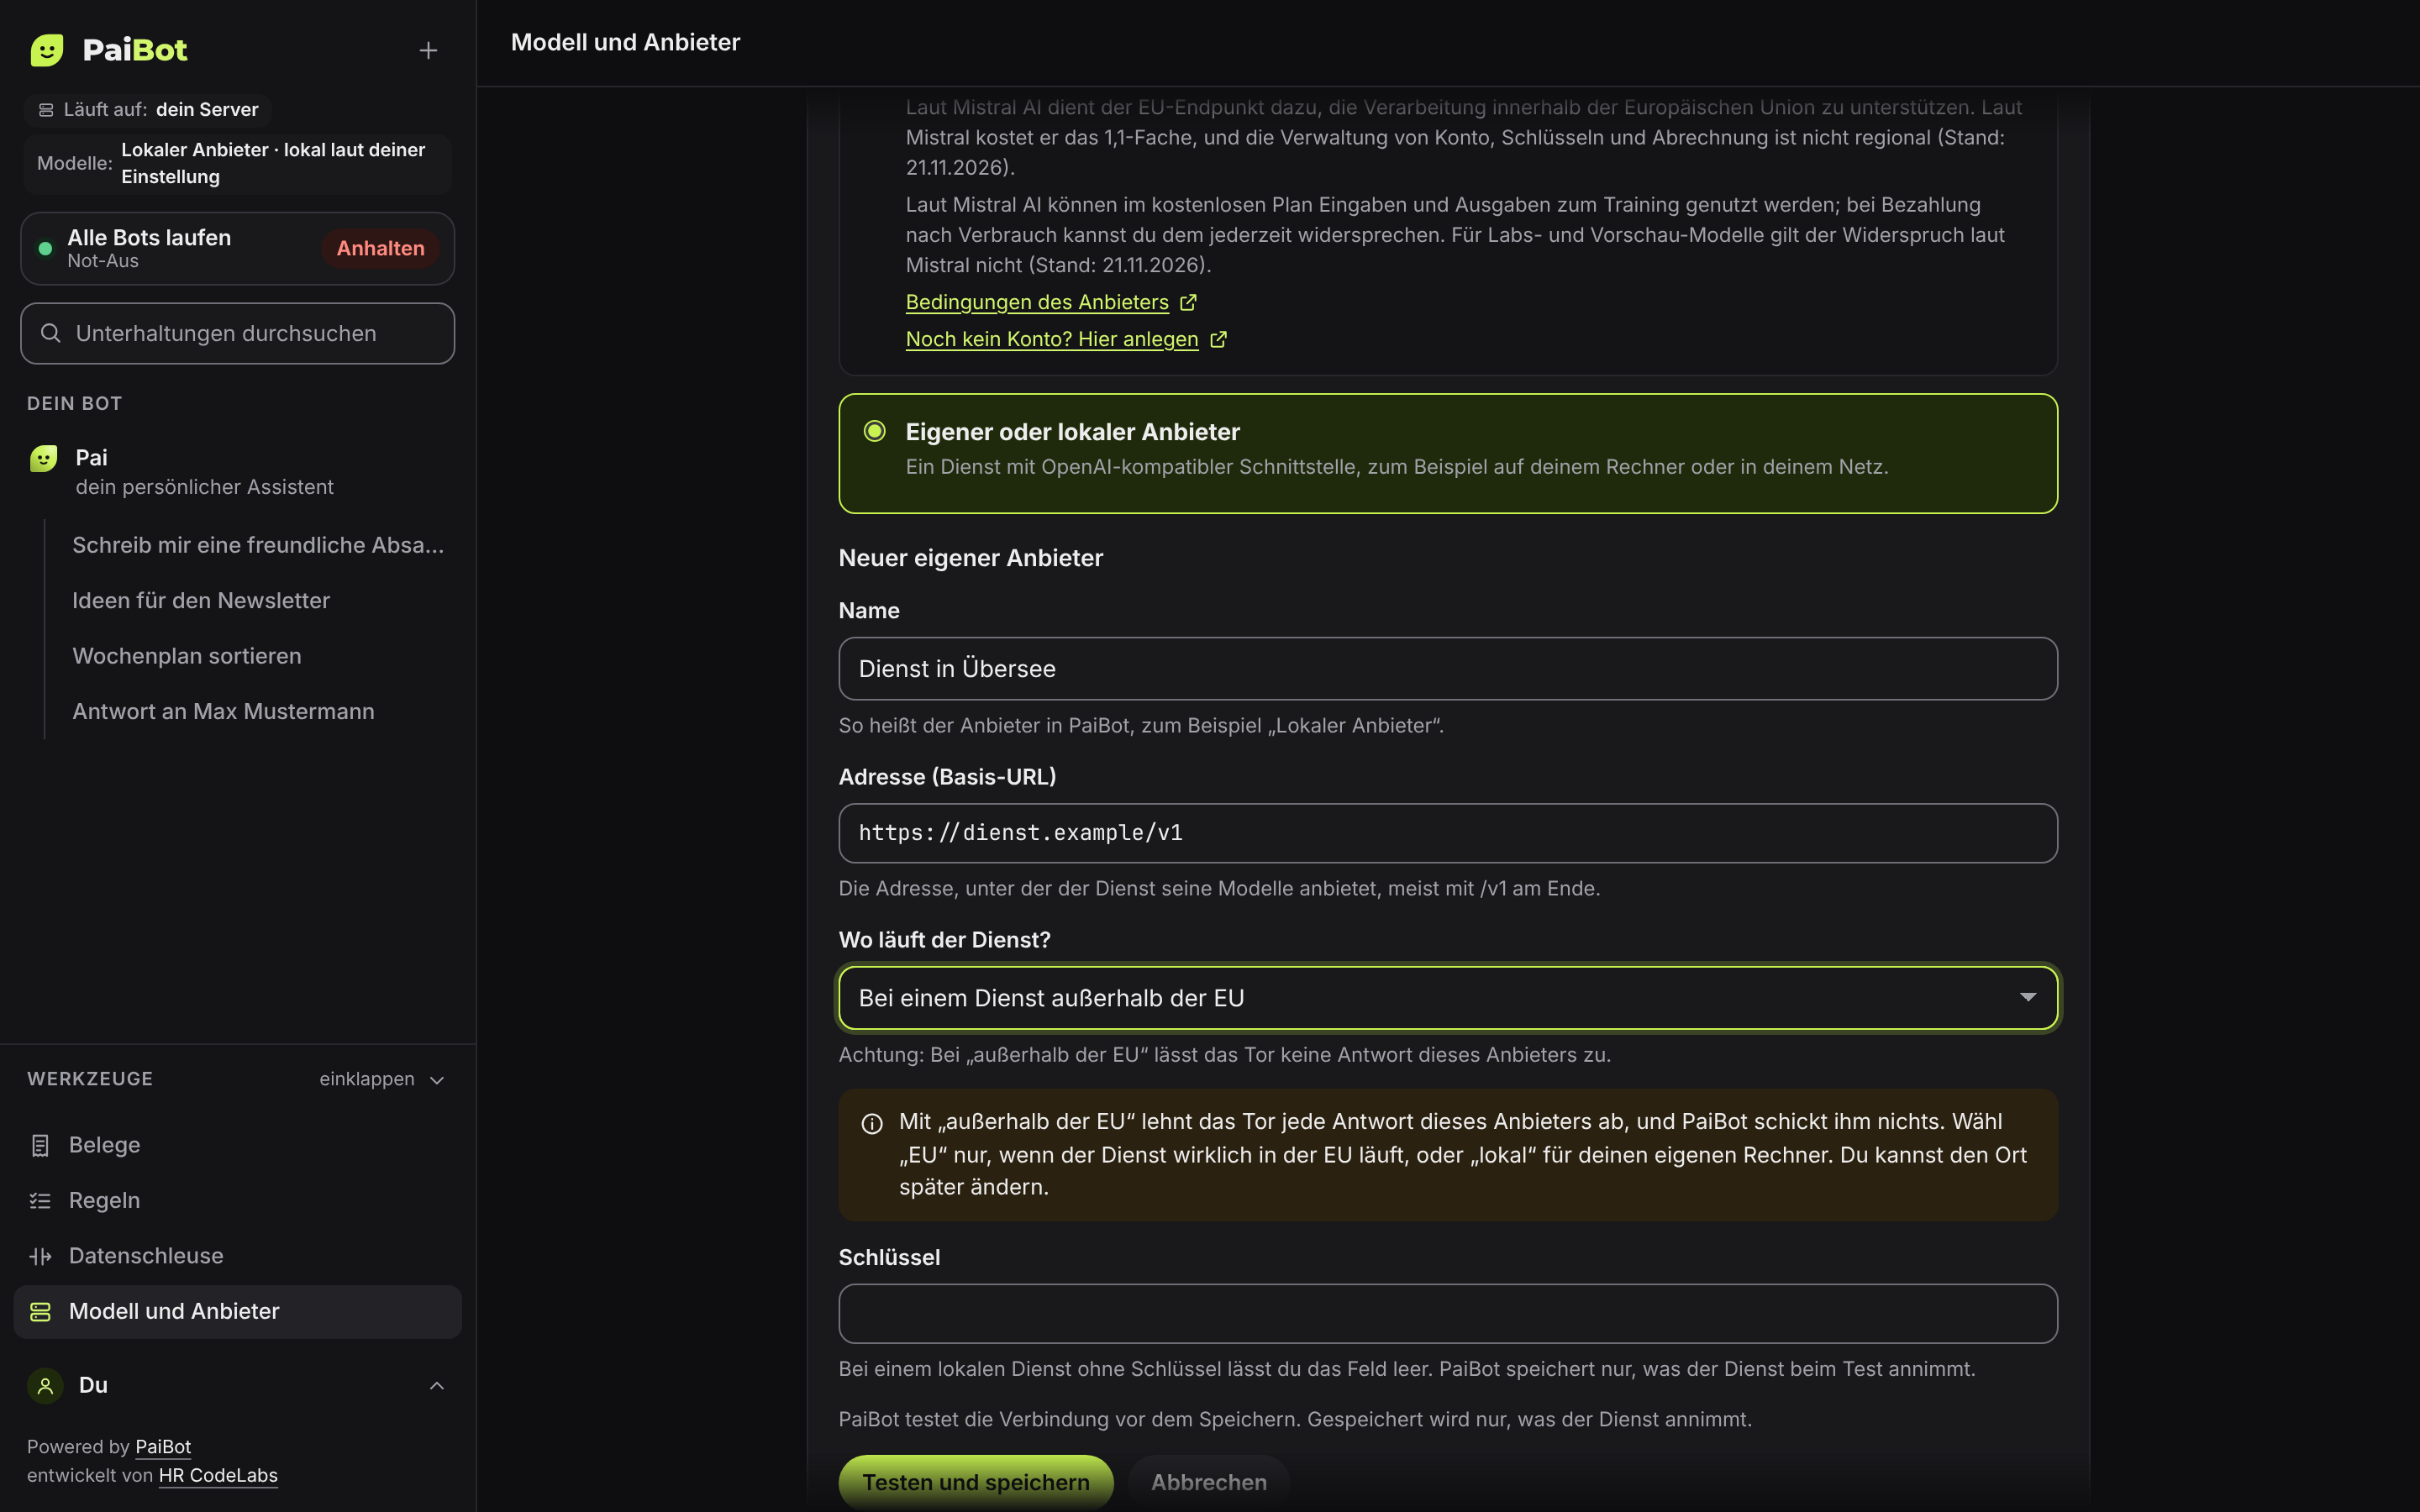 PaiBot
Läuft auf: dein Server
Modelle: Lokaler Anbieter · lokal laut deiner
Einstellung
Alle Bots laufen
Not-Aus
Anhalten
Unterhaltungen durchsuchen
DEIN BOT
Pai
dein persönlicher Assistent
Schreib mir eine freundliche Absa...
Ideen für den Newsletter
Wochenplan sortieren
Antwort an Max Mustermann
WERKZEUGE
einklappen
Belege
Regeln
Datenschleuse
Modell und Anbieter
Du
Powered by PaiBot
entwickelt von HR CodeLabs
Modell und Anbieter
Laut Mistral AI dient der EU-Endpunkt dazu, die Verarbeitung innerhalb der Europäischen Union zu unterstützen. Laut
Mistral kostet er das 1,1-Fache, und die Verwaltung von Konto, Schlüsseln und Abrechnung ist nicht regional (Stand:
21.11.2026).
Laut Mistral AI können im kostenlosen Plan Eingaben und Ausgaben zum Training genutzt werden; bei Bezahlung
nach Verbrauch kannst du dem jederzeit widersprechen. Für Labs- und Vorschau-Modelle gilt der Widerspruch laut
Mistral nicht (Stand: 21.11.2026).
Bedingungen des Anbieters
Noch kein Konto? Hier anlegen
Eigener oder lokaler Anbieter
Ein Dienst mit OpenAI-kompatibler Schnittstelle, zum Beispiel auf deinem Rechner oder in deinem Netz.
Neuer eigener Anbieter
Name
Dienst in Übersee
So heißt der Anbieter in PaiBot, zum Beispiel „Lokaler Anbieter“.
Adresse (Basis-URL)
https://dienst.example/v1
Die Adresse, unter der der Dienst seine Modelle anbietet, meist mit /v1 am Ende.
Wo läuft der Dienst?
Bei einem Dienst außerhalb der EU
Achtung: Bei „außerhalb der EU“ lässt das Tor keine Antwort dieses Anbieters zu.
Mit „außerhalb der EU“ lehnt das Tor jede Antwort dieses Anbieters ab, und PaiBot schickt ihm nichts. Wähl
„EU“ nur, wenn der Dienst wirklich in der EU läuft, oder „lokal“ für deinen eigenen Rechner. Du kannst den Ort
später ändern.
Schlüssel
Bei einem lokalen Dienst ohne Schlüssel lässt du das Feld leer. PaiBot speichert nur, was der Dienst beim Test annimmt.
PaiBot testet die Verbindung vor dem Speichern. Gespeichert wird nur, was der Dienst annimmt.
Testen und speichern
Abbrechen